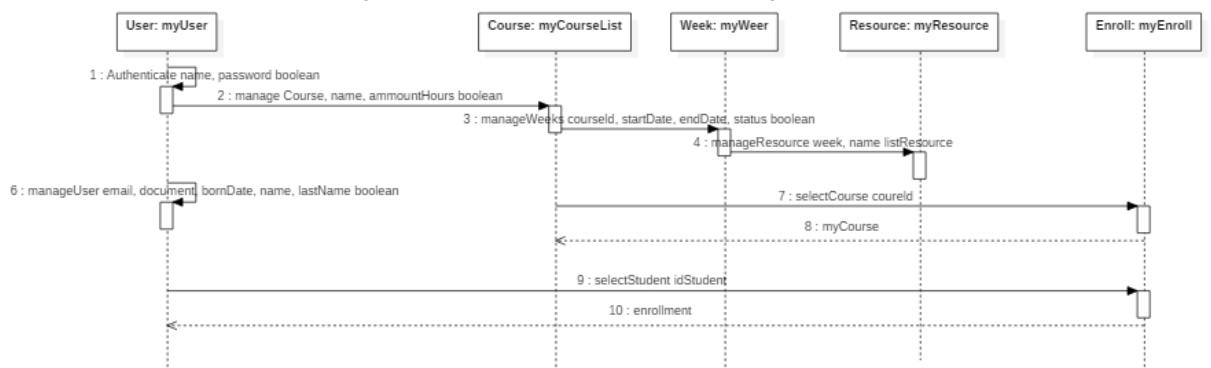 User: myUser
Course: myCourseList
Week: myWeer
Resource: myResource
Enroll: myEnroll
1 : Authenticate name, password boolean
2 : manage Course, name, ammountHours boolean
3 : manageWeeks courseId, startDate, endDate, status boolean
4 : manageResource week, name listResource
6 : manageUser email, document, bornDate, name, lastName boolean
7 : selectCourse coureId
8 : myCourse
9 : selectStudent idStudent
10 : enrollment